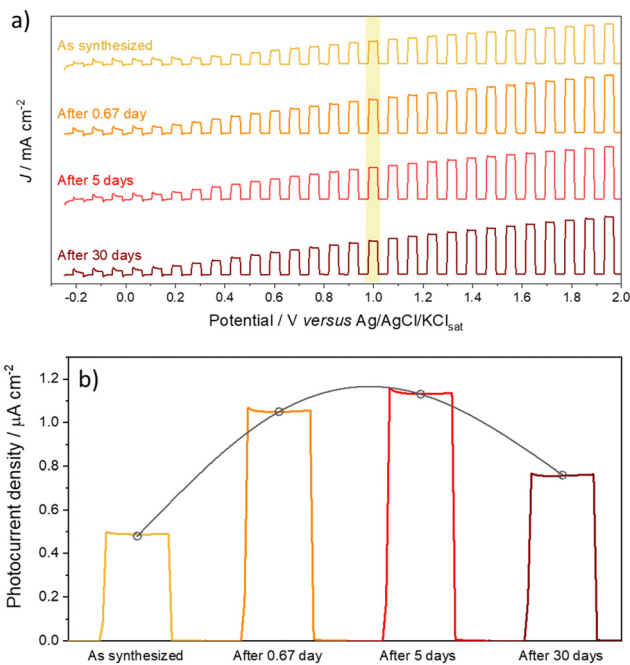 a)
As synthesized
After 0.67 day
After 5 days
After 30 days
J / mA cm-2
-0.2 0.0 0.2 0.4 0.6 0.8 1.0 1.2 1.4 1.6 1.8 2.0
Potential / V versus Ag/AgCl/KClsat
b)
Photocurrent density / μA cm-2
1.2
1.0
0.8
0.6
0.4
0.2
0.0
As synthesized After 0.67 day After 5 days After 30 days